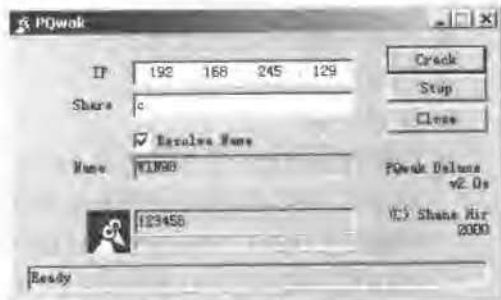 PQwak
IP 192 168 245 129
Share c
Resolve Name
Name WIN98
123456
Crack
Stop
Close
PQwak Deluxe
v2.0s
(C) Shane Hir
2000
Ready